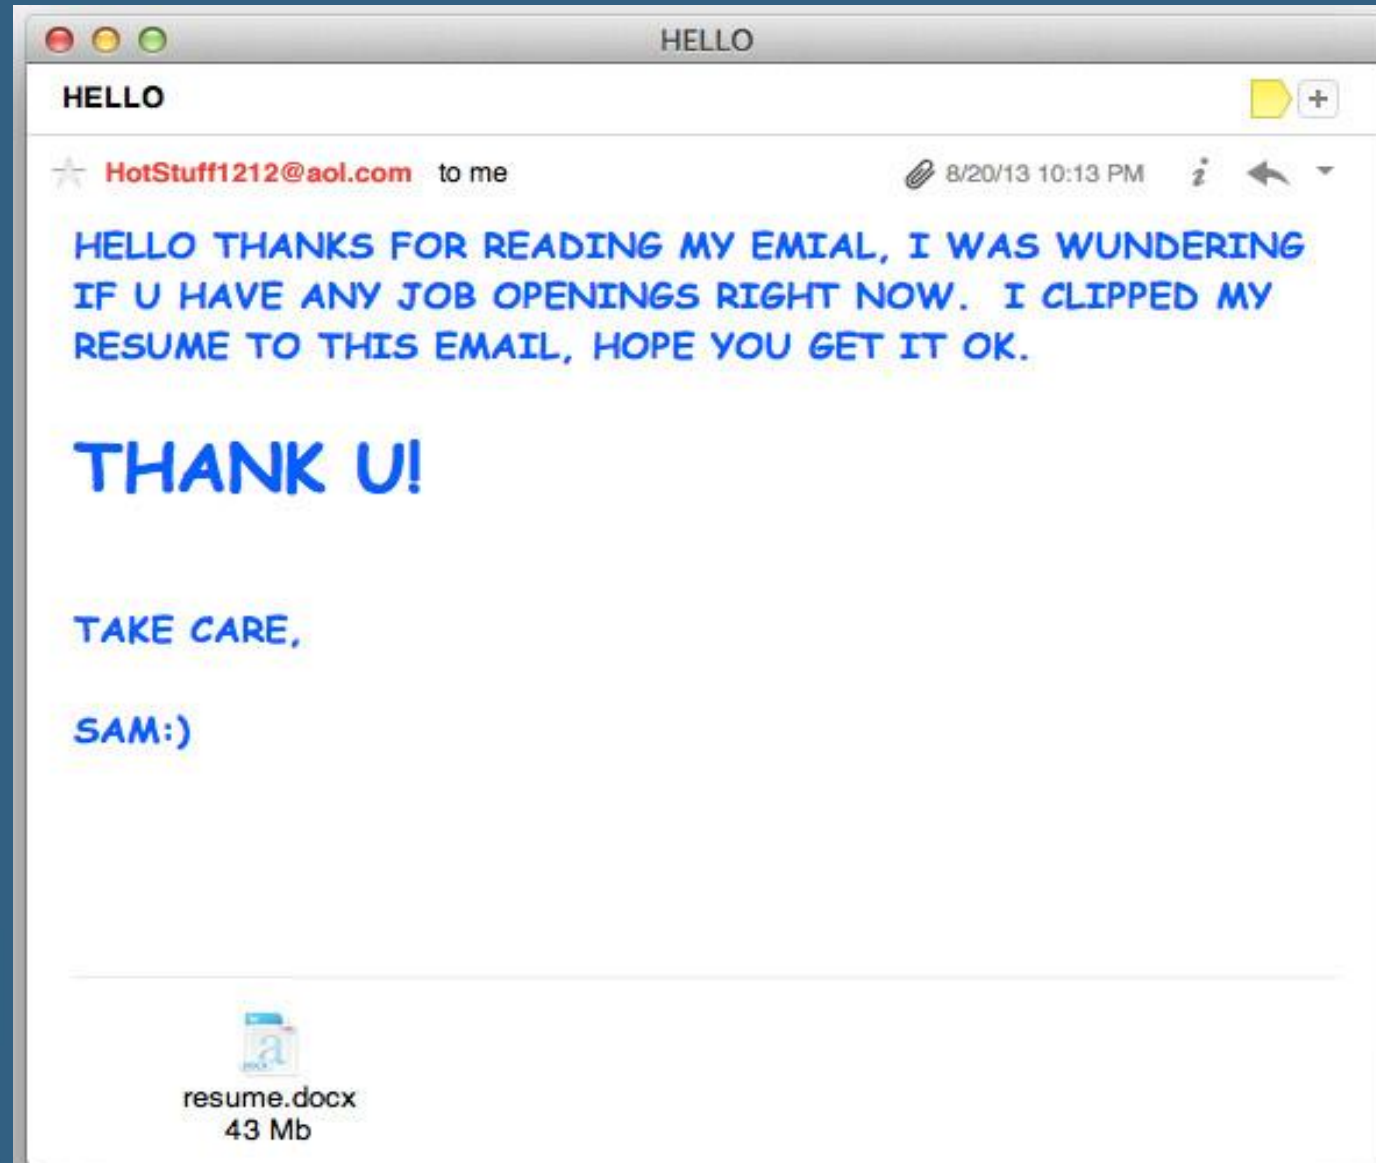 HELLO
HELLO
+
HotStuff1212@aol.com to me 8/20/13 10:13 PM i
HELLO THANKS FOR READING MY EMIAL, I WAS WUNDERING
IF U HAVE ANY JOB OPENINGS RIGHT NOW. I CLIPPED MY
RESUME TO THIS EMAIL, HOPE YOU GET IT OK.
THANK U!
TAKE CARE,
SAM:)
a
DOCX
resume.docx
43 Mb